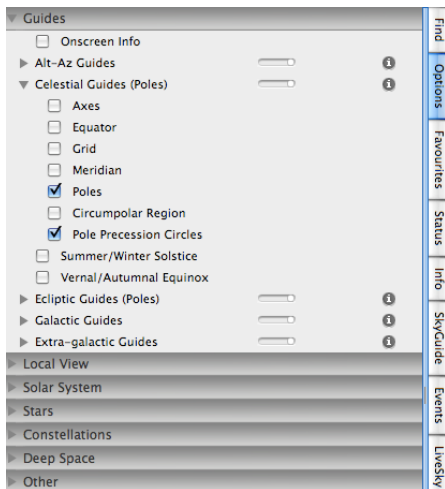 Guides
Onscreen Info
Alt-Az Guides
Celestial Guides (Poles)
Axes
Equator
Grid
Meridian
Poles
Circumpolar Region
Pole Precession Circles
Summer/Winter Solstice
Vernal/Autumnal Equinox
Ecliptic Guides (Poles)
Galactic Guides
Extra-galactic Guides
Local View
Solar System
Stars
Constellations
Deep Space
Other
Find
Options
Favourites
Status
Info
SkyGuide
Events
LiveSky